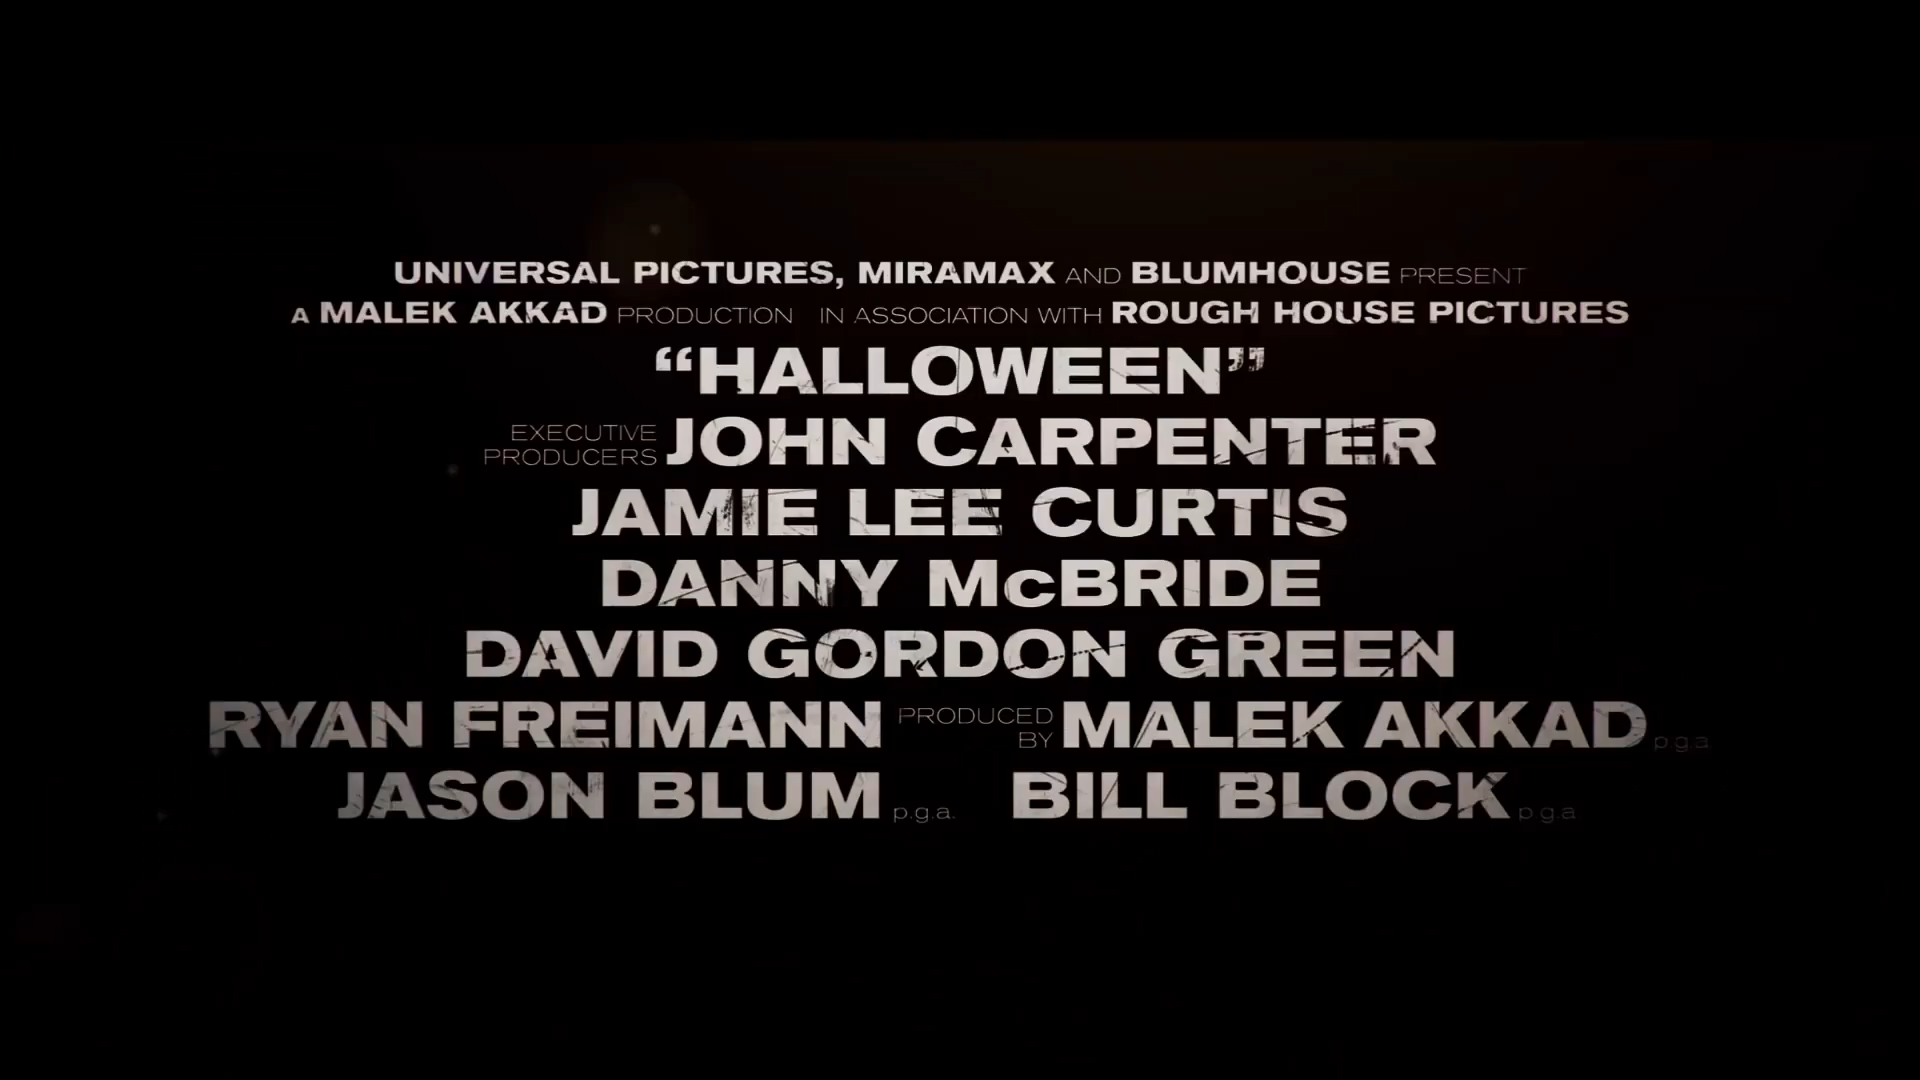 UNIVERSAL PICTURES, MIRAMAX AND BLUMHOUSE PRESENT
A MALEK AKKAD PRODUCTION IN ASSOCIATION WITH ROUGH HOUSE PICTURES
“HALLOWEEN”
EXECUTIVE PRODUCERS JOHN CARPENTER
JAMIE LEE CURTIS
DANNY McBRIDE
DAVID GORDON GREEN
RYAN FREIMANN PRODUCED BY MALEK AKKAD p.g.a
JASON BLUM p.g.a. BILL BLOCK p.g.a